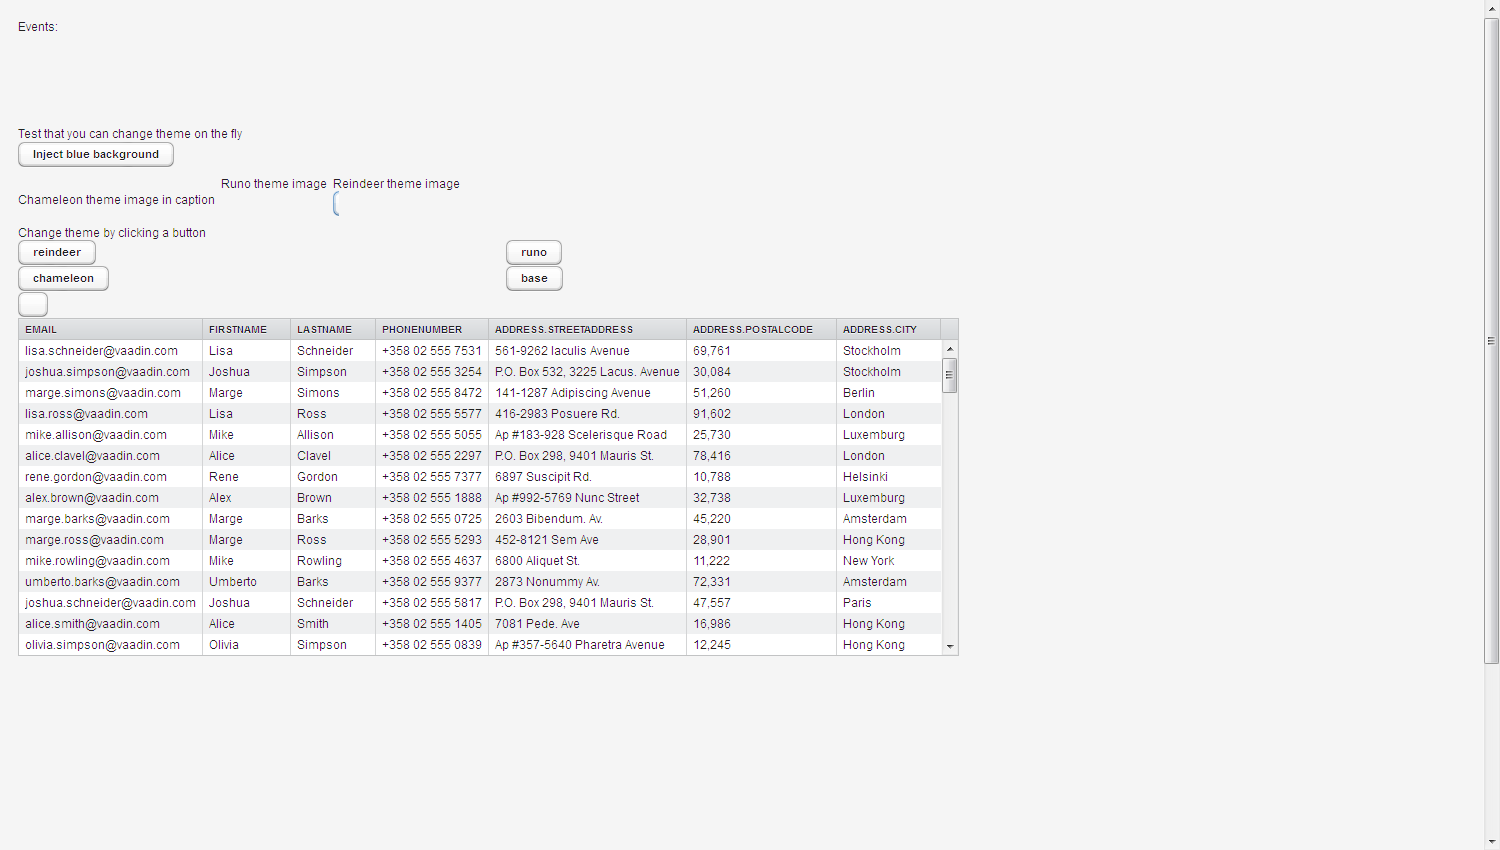 Events:
Test that you can change theme on the fly
Inject blue background
Runo theme image Reindeer theme image
Chameleon theme image in caption
Change theme by clicking a button
reindeer runo
chameleon base
EMAIL FIRSTNAME LASTNAME PHONENUMBER ADDRESS.STREETADDRESS ADDRESS.POSTALCODE ADDRESS.CITY
lisa.schneider@vaadin.com Lisa Schneider +358 02 555 7531 561-9262 Iaculis Avenue 69,761 Stockholm
joshua.simpson@vaadin.com Joshua Simpson +358 02 555 3254 P.O. Box 532, 3225 Lacus. Avenue 30,084 Stockholm
marge.simons@vaadin.com Marge Simons +358 02 555 8472 141-1287 Adipiscing Avenue 51,260 Berlin
lisa.ross@vaadin.com Lisa Ross +358 02 555 5577 416-2983 Posuere Rd. 91,602 London
mike.allison@vaadin.com Mike Allison +358 02 555 5055 Ap #183-928 Scelerisque Road 25,730 Luxemburg
alice.clavel@vaadin.com Alice Clavel +358 02 555 2297 P.O. Box 298, 9401 Mauris St. 78,416 London
rene.gordon@vaadin.com Rene Gordon +358 02 555 7377 6897 Suscipit Rd. 10,788 Helsinki
alex.brown@vaadin.com Alex Brown +358 02 555 1888 Ap #992-5769 Nunc Street 32,738 Luxemburg
marge.barks@vaadin.com Marge Barks +358 02 555 0725 2603 Bibendum. Av. 45,220 Amsterdam
marge.ross@vaadin.com Marge Ross +358 02 555 5293 452-8121 Sem Ave 28,901 Hong Kong
mike.rowling@vaadin.com Mike Rowling +358 02 555 4637 6800 Aliquet St. 11,222 New York
umberto.barks@vaadin.com Umberto Barks +358 02 555 9377 2873 Nonummy Av. 72,331 Amsterdam
joshua.schneider@vaadin.com Joshua Schneider +358 02 555 5817 P.O. Box 298, 9401 Mauris St. 47,557 Paris
alice.smith@vaadin.com Alice Smith +358 02 555 1405 7081 Pede. Ave 16,986 Hong Kong
olivia.simpson@vaadin.com Olivia Simpson +358 02 555 0839 Ap #357-5640 Pharetra Avenue 12,245 Hong Kong